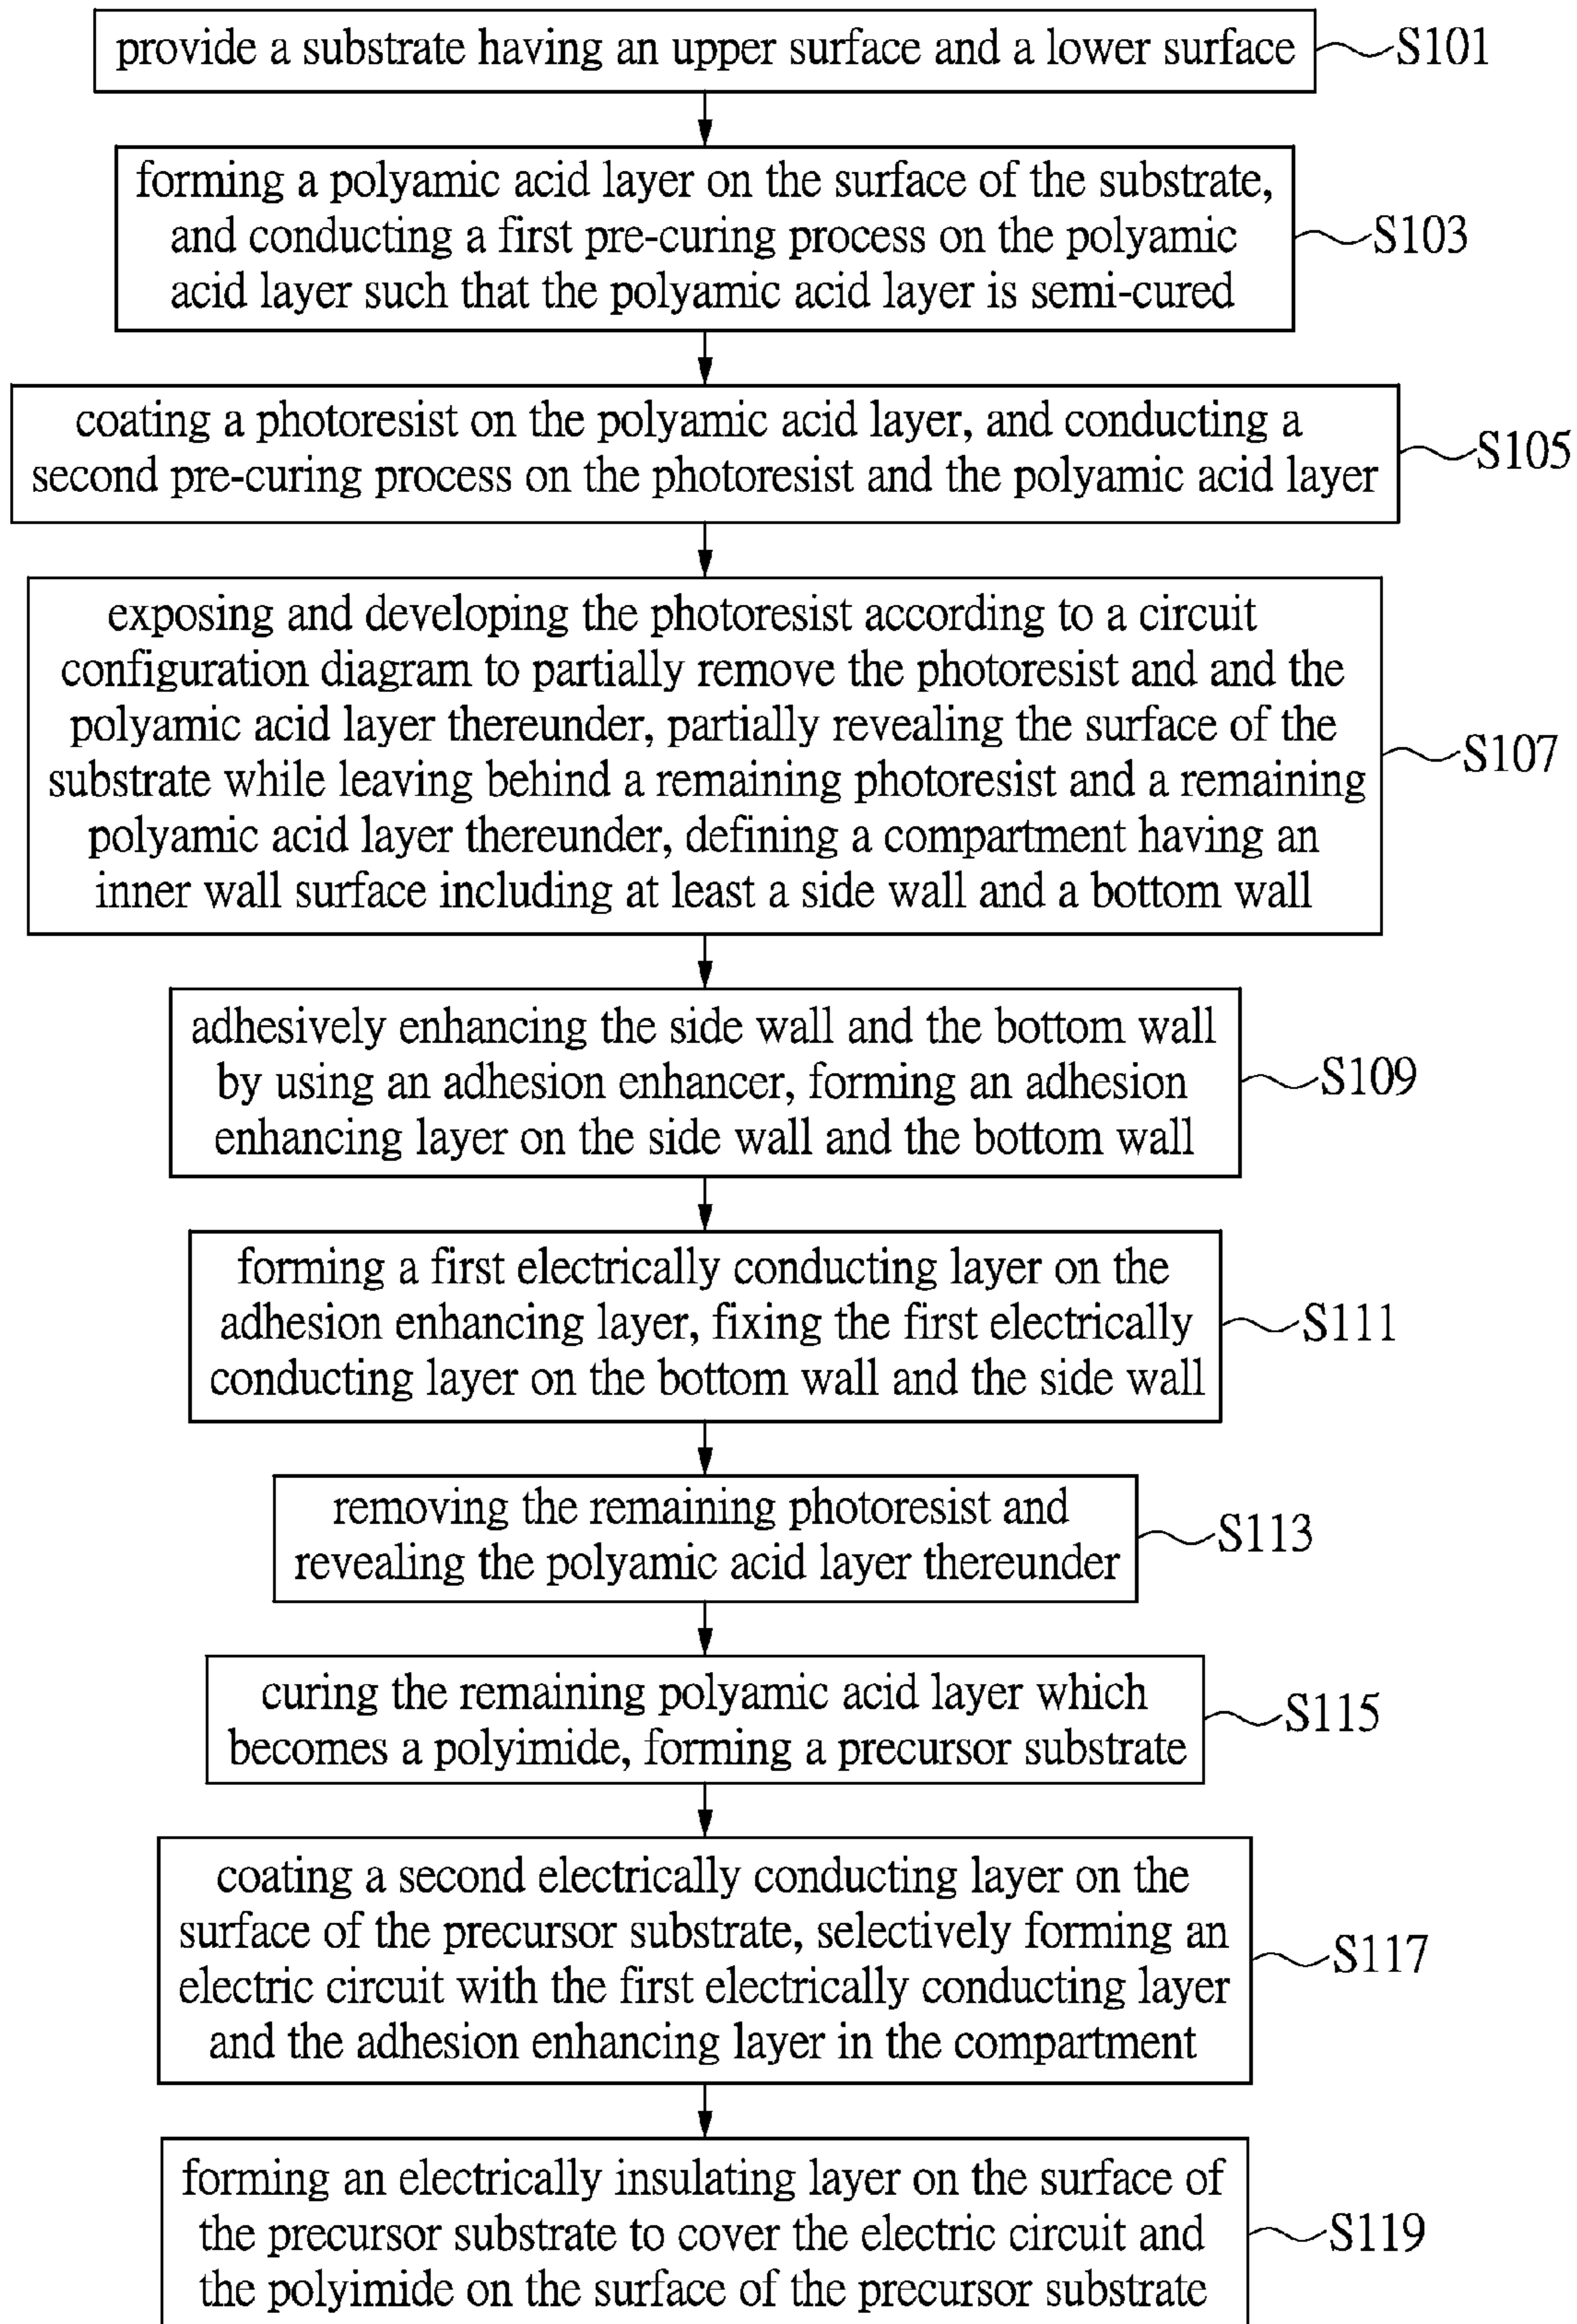 provide a substrate having an upper surface and a lower surface
S101
forming a polyamic acid layer on the surface of the substrate,
and conducting a first pre-curing process on the polyamic
acid layer such that the polyamic acid layer is semi-cured
S103
coating a photoresist on the polyamic acid layer, and conducting a
second pre-curing process on the photoresist and the polyamic acid layer
S105
exposing and developing the photoresist according to a circuit
configuration diagram to partially remove the photoresist and and the
polyamic acid layer thereunder, partially revealing the surface of the
substrate while leaving behind a remaining photoresist and a remaining
polyamic acid layer thereunder, defining a compartment having an
inner wall surface including at least a side wall and a bottom wall
S107
adhesively enhancing the side wall and the bottom wall
by using an adhesion enhancer, forming an adhesion
enhancing layer on the side wall and the bottom wall
S109
forming a first electrically conducting layer on the
adhesion enhancing layer, fixing the first electrically
conducting layer on the bottom wall and the side wall
S111
removing the remaining photoresist and
revealing the polyamic acid layer thereunder
S113
curing the remaining polyamic acid layer which
becomes a polyimide, forming a precursor substrate
S115
coating a second electrically conducting layer on the
surface of the precursor substrate, selectively forming an
electric circuit with the first electrically conducting layer
and the adhesion enhancing layer in the compartment
S117
forming an electrically insulating layer on the surface of
the precursor substrate to cover the electric circuit and
the polyimide on the surface of the precursor substrate
S119